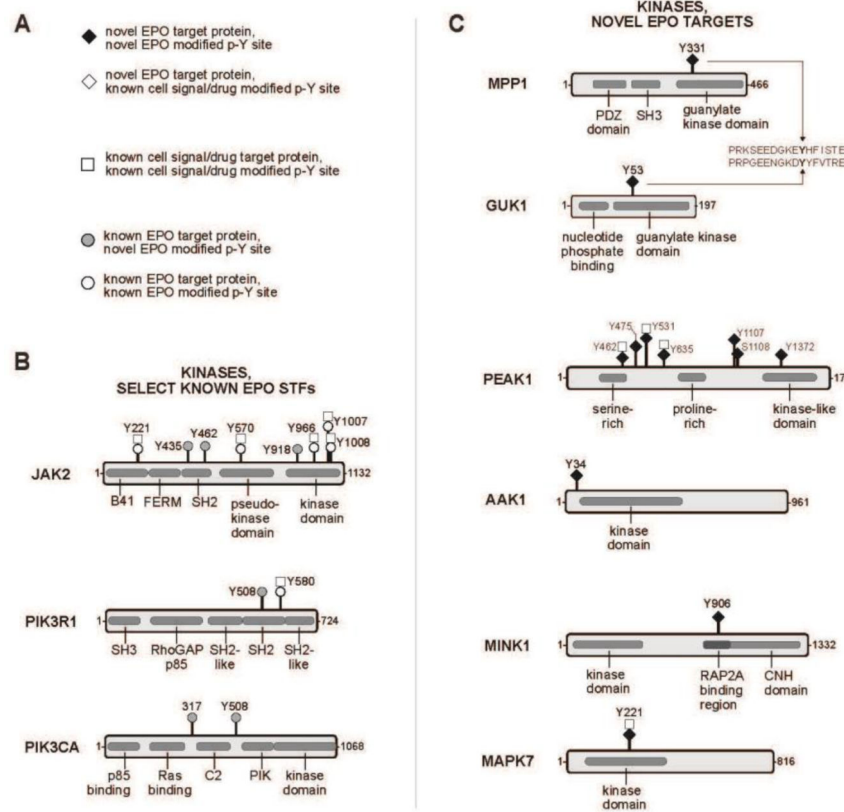 A
novel EPO target protein,
novel EPO modified p-Y site
novel EPO target protein,
known cell signal/drug modified p-Y site
known cell signal/drug target protein,
known cell signal/drug modified p-Y site
known EPO target protein,
novel EPO modified p-Y site
known EPO target protein,
known EPO modified p-Y site
B
KINASES,
SELECT KNOWN EPO STFs
Y221 Y435 Y462 Y570 Y918 Y966 Y1007
Y1008
JAK2 1 1132
B41 FERM SH2 pseudo-
kinase
domain
kinase
domain
Y508 Y580
PIK3R1 1 724
SH3 RhoGAP
p85
SH2-
like
SH2 SH2-
like
317 Y508
PIK3CA 1 1068
p85
binding
Ras
binding
C2 PIK kinase
domain
C
KINASES,
NOVEL EPO TARGETS
Y331
MPP1 1 466
PDZ
domain
SH3 guanylate
kinase domain
PRKSEEDGKEYHFISTE
PRPGEENGKDYYFVTRE
Y53
GUK1 1 197
nucleotide
phosphate
binding
guanylate kinase
domain
Y462 Y475 Y531 Y635 Y1107
S1108 Y1372
PEAK1 1 17
serine-
rich
proline-
rich
kinase-like
domain
Y34
AAK1 1 961
kinase
domain
Y906
MINK1 1 1332
kinase
domain
RAP2A
binding
region
CNH
domain
Y221
MAPK7 1 816
kinase
domain